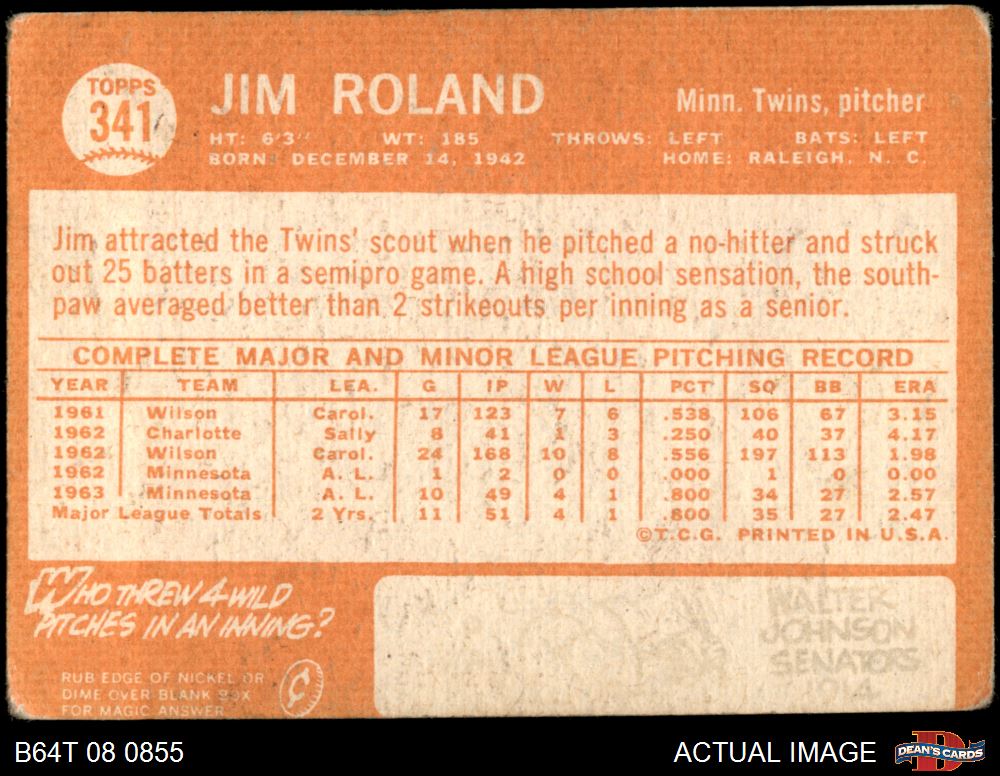 TOPPS
341
JIM ROLAND
Minn. Twins, pitcher
HT: 6'3" WT: 185 THROWS: LEFT BATS: LEFT
BORN: DECEMBER 14, 1942 HOME: RALEIGH, N. C.
Jim attracted the Twins' scout when he pitched a no-hitter and struck
out 25 batters in a semipro game. A high school sensation, the south-
paw averaged better than 2 strikeouts per inning as a senior.
COMPLETE MAJOR AND MINOR LEAGUE PITCHING RECORD
YEAR TEAM LEA. G IP W L PCT SO BB ERA
1961 Wilson Carol. 17 123 7 6 .538 106 67 3.15
1962 Charlotte Sally 8 41 1 3 .250 40 37 4.17
1962 Wilson Carol. 24 168 10 8 .556 197 113 1.98
1962 Minnesota A. L. 1 2 0 0 .000 1 0 0.00
1963 Minnesota A. L. 10 49 4 1 .800 34 27 2.57
Major League Totals 2 Yrs. 11 51 4 1 .800 35 27 2.47
©T.C.G. PRINTED IN U.S.A.
WHO THREW 4 WILD
PITCHES IN AN INNING?
RUB EDGE OF NICKEL OR
DIME OVER BLANK BOX
FOR MAGIC ANSWER
WALTER
JOHNSON
SENATORS
B64T 08 0855
ACTUAL IMAGE
DEAN'S CARDS